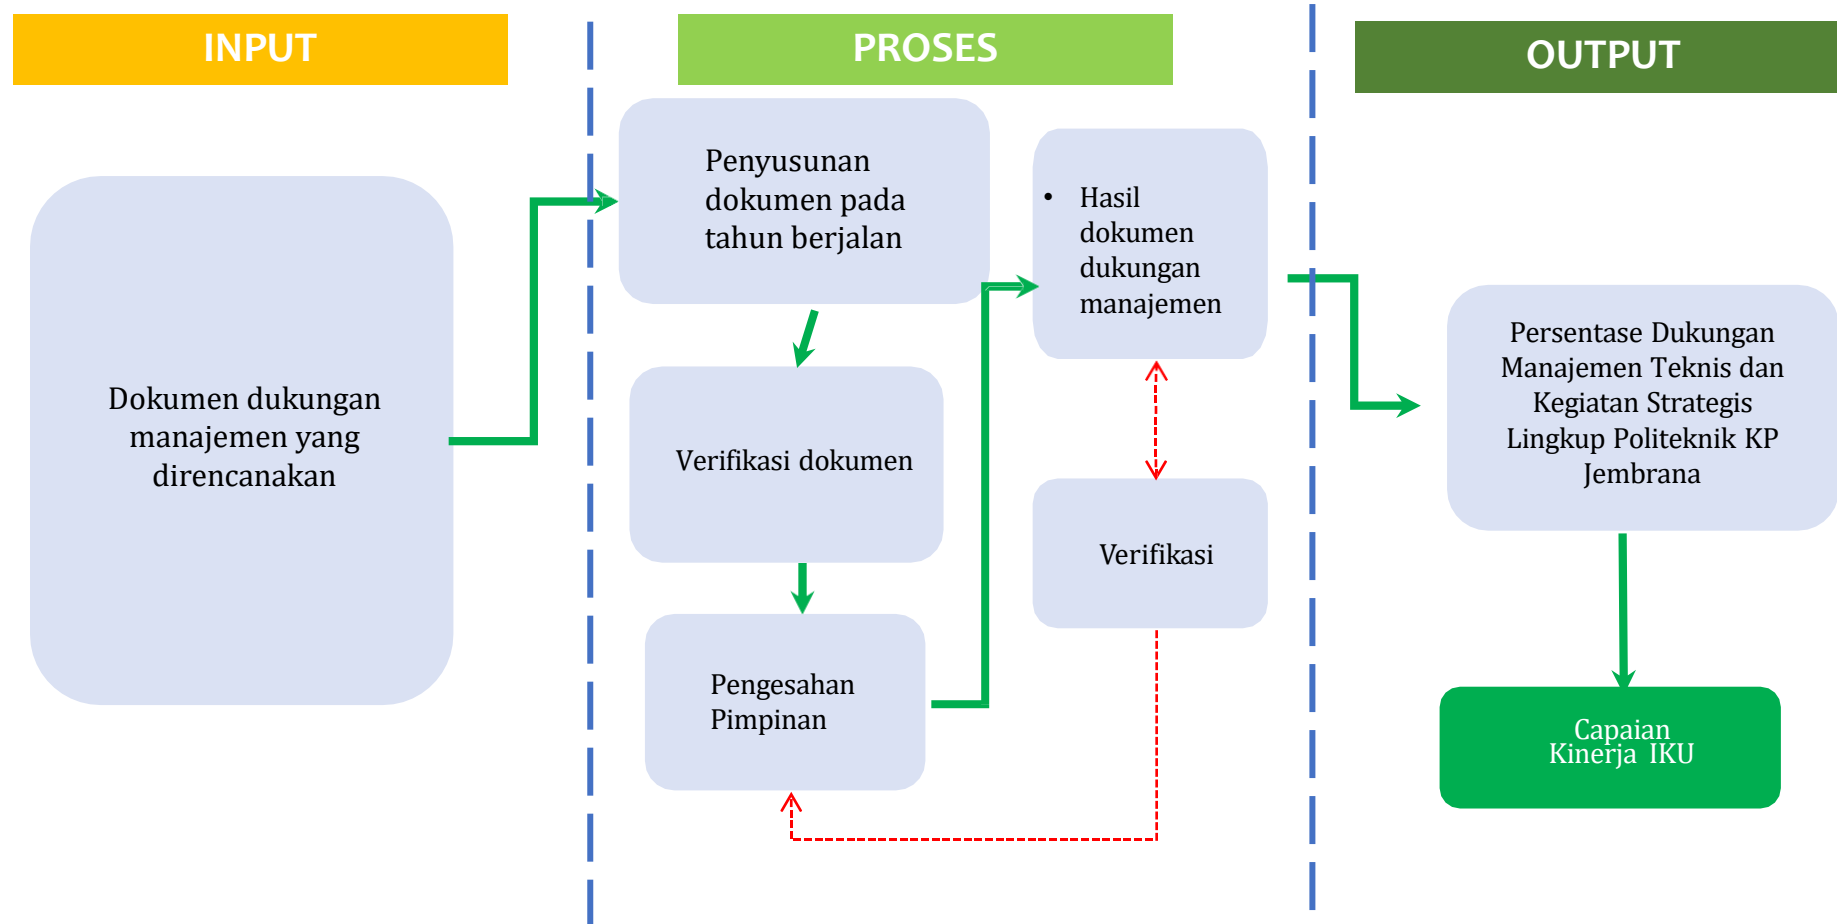 INPUT
PROSES
OUTPUT
Dokumen dukungan
manajemen yang
direncanakan
Penyusunan
dokumen pada
tahun berjalan
Verifikasi dokumen
Pengesahan
Pimpinan
• Hasil
dokumen
dukungan
manajemen
Verifikasi
Persentase Dukungan
Manajemen Teknis dan
Kegiatan Strategis
Lingkup Politeknik KP
Jembrana
Capaian
Kinerja IKU